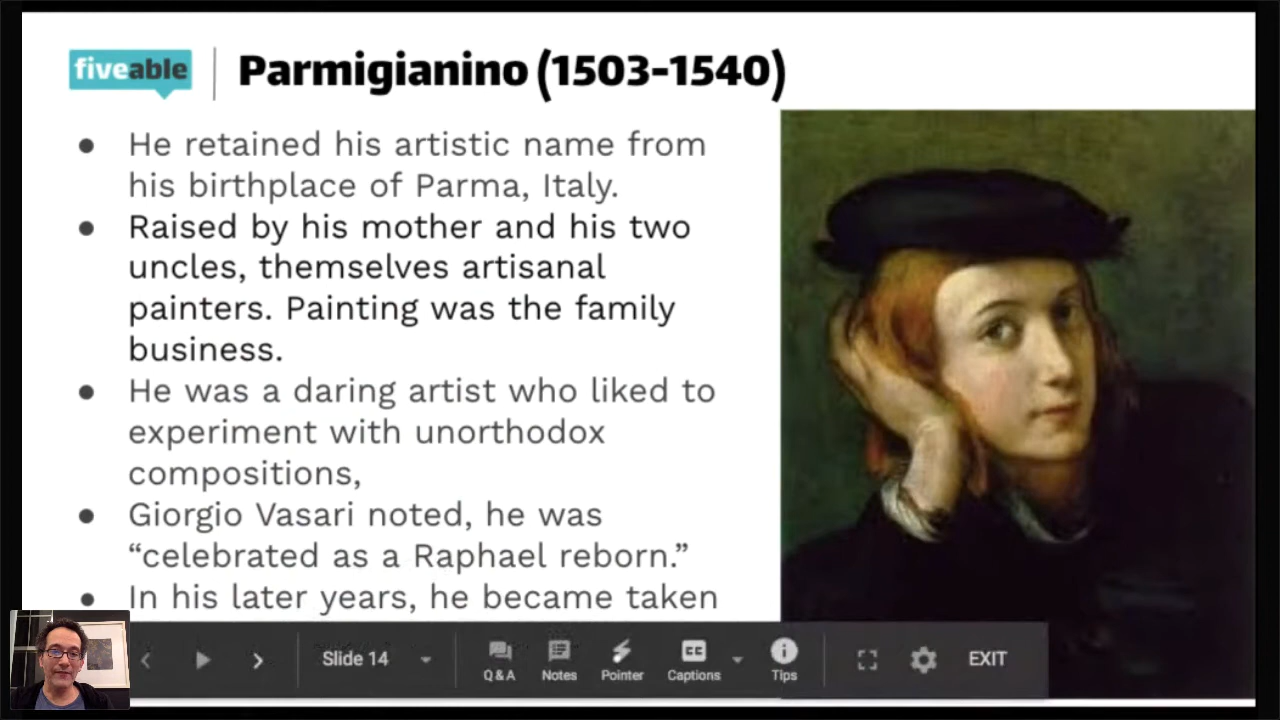 fiveable
Parmigianino (1503-1540)
● He retained his artistic name from
his birthplace of Parma, Italy.
● Raised by his mother and his two
uncles, themselves artisanal
painters. Painting was the family
business.
● He was a daring artist who liked to
experiment with unorthodox
compositions,
● Giorgio Vasari noted, he was
“celebrated as a Raphael reborn.”
● In his later years, he became taken
Slide 14
Q & A
Notes
Pointer
CC
Captions
Tips
EXIT